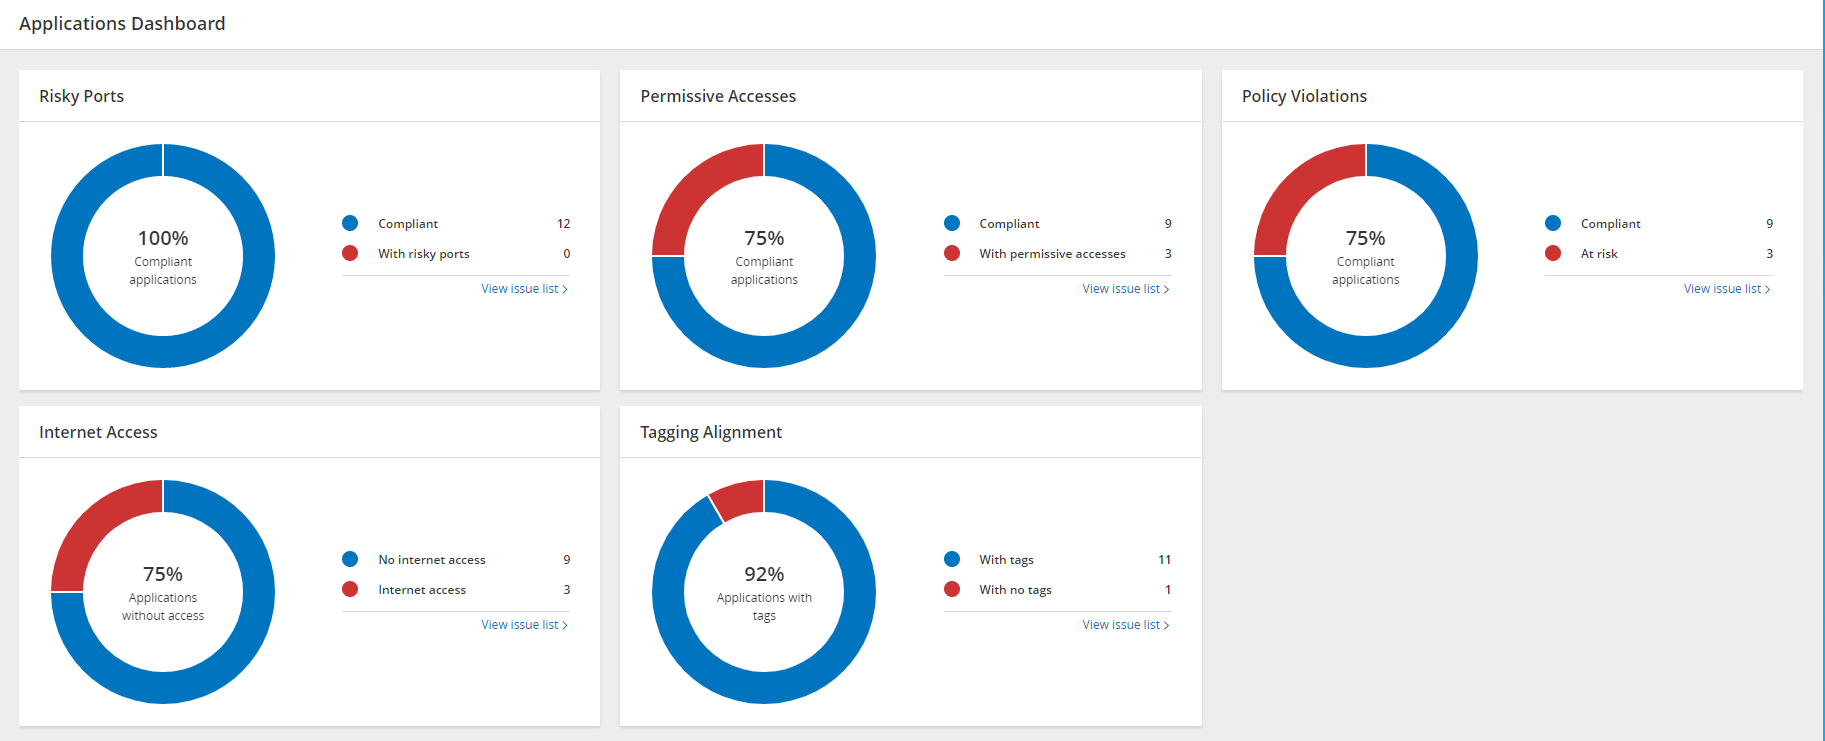 Applications Dashboard
Risky Ports
100%
Compliant
applications
Compliant 12
With risky ports 0
View issue list >
Permissive Accesses
75%
Compliant
applications
Compliant 9
With permissive accesses 3
View issue list >
Policy Violations
75%
Compliant
applications
Compliant 9
At risk 3
View issue list >
Internet Access
75%
Applications
without access
No internet access 9
Internet access 3
View issue list >
Tagging Alignment
92%
Applications with
tags
With tags 11
With no tags 1
View issue list >